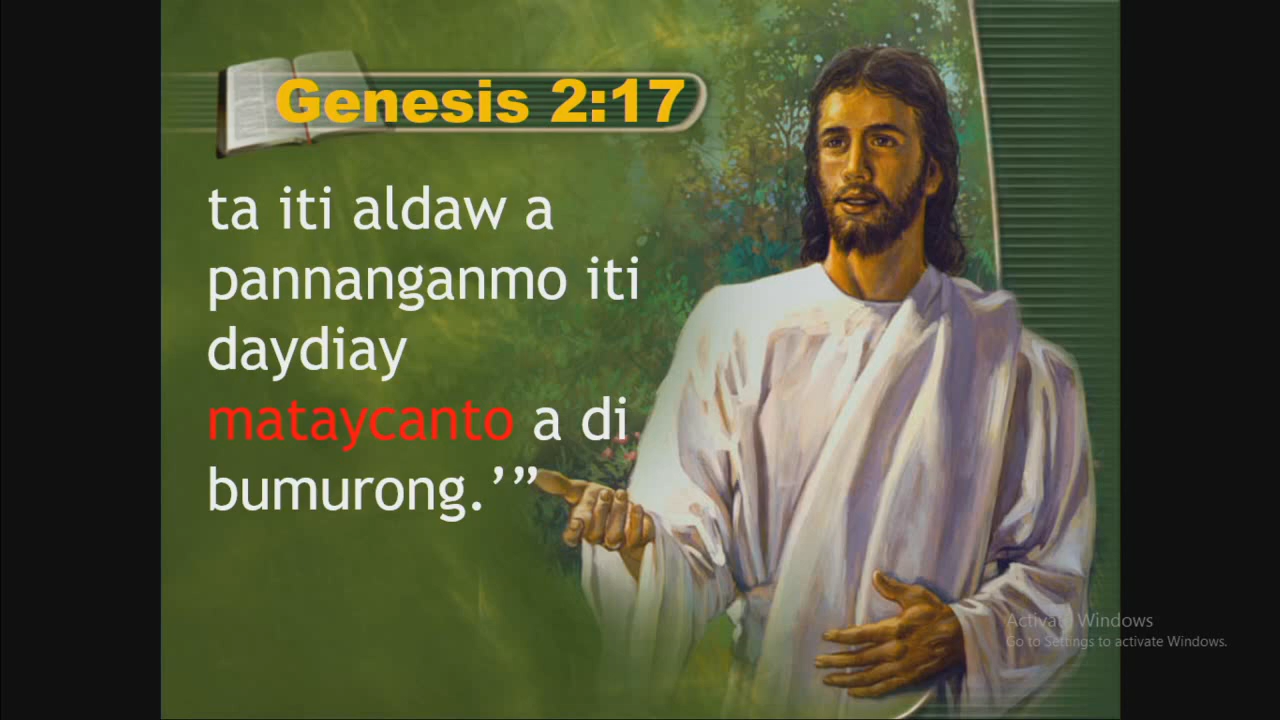 Genesis 2:17
ta iti aldaw a
pannanganmo iti
daydiay
mataycanto a di
bumurong.’”
Activate Windows
Go to Settings to activate Windows.